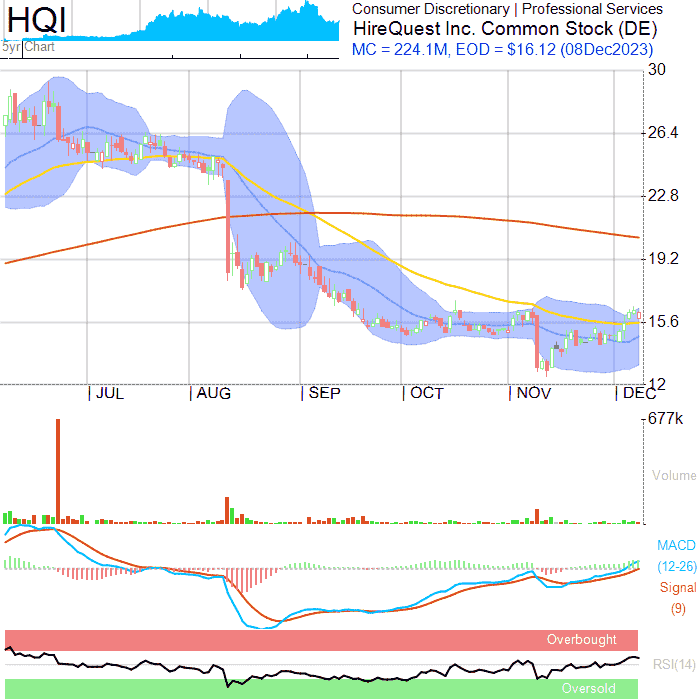 HQI
5yr Chart
Consumer Discretionary | Professional Services
HireQuest Inc. Common Stock (DE)
MC = 224.1M, EOD = $16.12 (08Dec2023)
30
26.4
22.8
19.2
15.6
12
JUL AUG SEP OCT NOV DEC
677k
Volume
MACD
(12-26)
Signal
(9)
Overbought
RSI(14)
Oversold